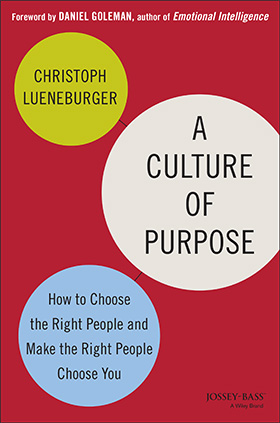 Foreword by DANIEL GOLEMAN, author of Emotional Intelligence
CHRISTOPH
LUENEBURGER
A
CULTURE
OF
PURPOSE
How to Choose
the Right People and
Make the Right People
Choose You
JOSSEY-BASS
A Wiley Brand